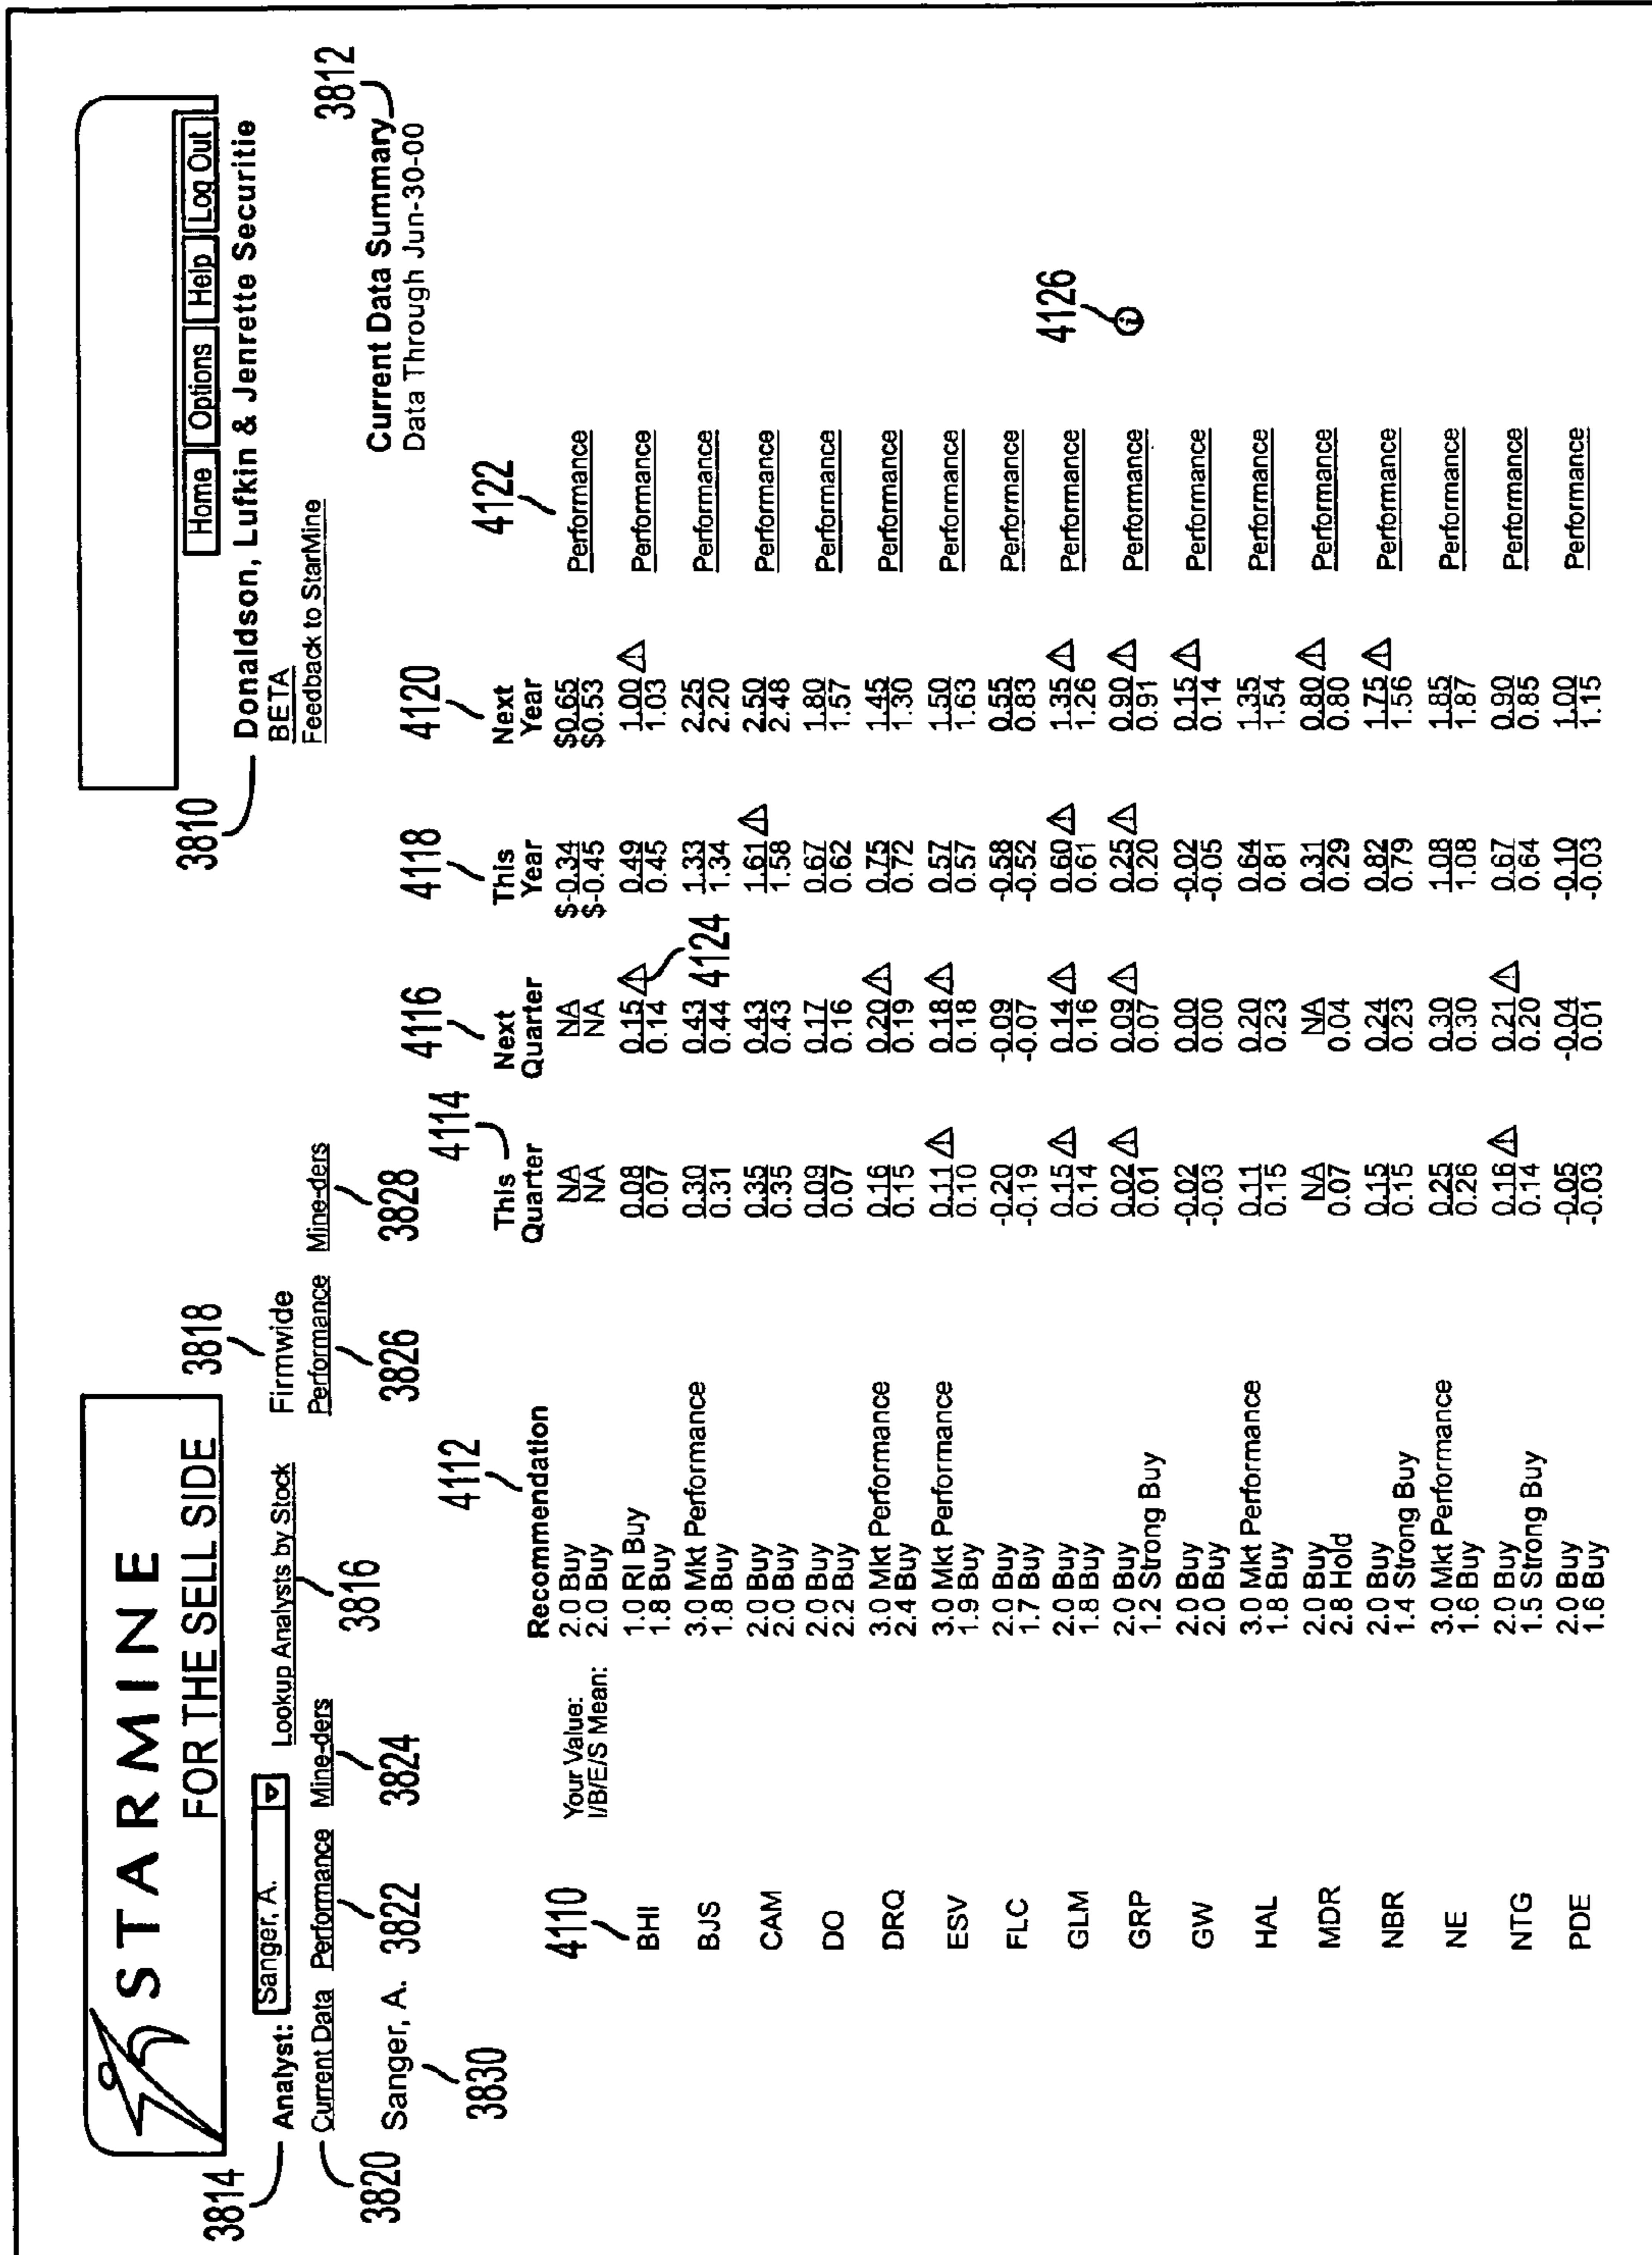 3814
STARMINE
FOR THE SELL SIDE
3818
3810
Home Options Help Log Out
Analyst: Sanger, A. Lookup Analysts by Stock Firmwide
Donaldson, Lufkin & Jenrette Securitie
BETA
Feedback to StarMine
Current Data Performance Mine-ders Performance Mine-ders
3812
3820 3822 3824 3816 3826 3828
Sanger, A.
Current Data Summary
Data Through Jun-30-00
3830
4112 4114 4116 4118 4120 4122
Recommendation This Quarter Next Quarter This Year Next Year
4110
Your Value: 2.0 Buy NA NA $-0.34 $0.65 Performance
I/B/E/S Mean: 2.0 Buy NA NA $-0.45 $0.53
BHI 1.0 RI Buy 0.08 0.15 0.49 1.00 Performance
1.8 Buy 0.07 0.14 0.45 1.03
4124
BJS 3.0 Mkt Performance 0.30 0.43 1.33 2.25 Performance
1.8 Buy 0.31 0.44 1.34 2.20
CAM 2.0 Buy 0.35 0.43 1.61 2.50 Performance
2.0 Buy 0.35 0.43 1.58 2.48
DO 2.0 Buy 0.09 0.17 0.67 1.80 Performance
2.2 Buy 0.07 0.16 0.62 1.57
DRQ 3.0 Mkt Performance 0.16 0.20 0.75 1.45 Performance
2.4 Buy 0.15 0.19 0.72 1.30
ESV 3.0 Mkt Performance 0.11 0.18 0.57 1.50 Performance
1.9 Buy 0.10 0.18 0.57 1.63
FLC 2.0 Buy -0.20 -0.09 -0.58 0.55 Performance
1.7 Buy -0.19 -0.07 -0.52 0.83
4126
GLM 2.0 Buy 0.15 0.14 0.60 1.35 Performance
1.8 Buy 0.14 0.16 0.61 1.26
GRP 2.0 Buy 0.02 0.09 0.25 0.90 Performance i
1.2 Strong Buy 0.01 0.07 0.20 0.91
GW 2.0 Buy -0.02 0.00 -0.02 0.15 Performance
2.0 Buy -0.03 0.00 -0.05 0.14
HAL 3.0 Mkt Performance 0.11 0.20 0.64 1.35 Performance
1.8 Buy 0.15 0.23 0.81 1.54
MDR 2.0 Buy NA NA 0.31 0.80 Performance
2.8 Hold 0.07 0.04 0.29 0.80
NBR 2.0 Buy 0.15 0.24 0.82 1.75 Performance
1.4 Strong Buy 0.15 0.23 0.79 1.56
NE 3.0 Mkt Performance 0.25 0.30 1.08 1.85 Performance
1.6 Buy 0.26 0.30 1.08 1.87
NTG 2.0 Buy 0.16 0.21 0.67 0.90 Performance
1.5 Strong Buy 0.14 0.20 0.64 0.85
PDE 2.0 Buy -0.05 -0.04 -0.10 1.00 Performance
1.6 Buy -0.03 0.01 -0.03 1.15